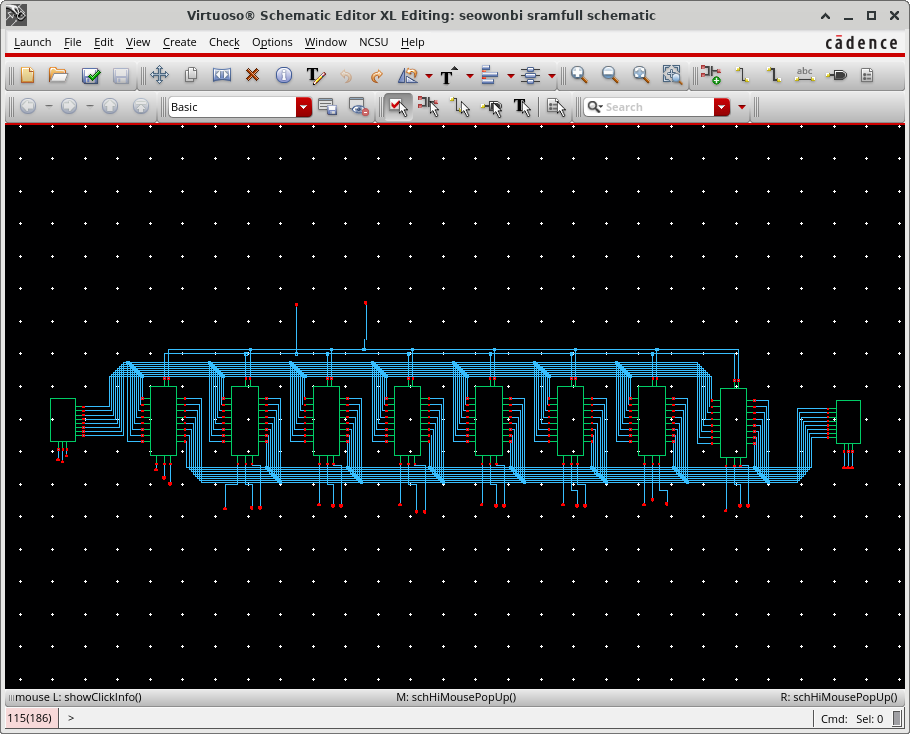 Virtuoso® Schematic Editor XL Editing: seowonbi sramfull schematic
Launch File Edit View Create Check Options Window NCSU Help
cādence
T T abc
Basic
T
Search
mouse L: showClickInfo() M: schHiMousePopUp() R: schHiMousePopUp()
115(186) > Cmd: Sel: 0